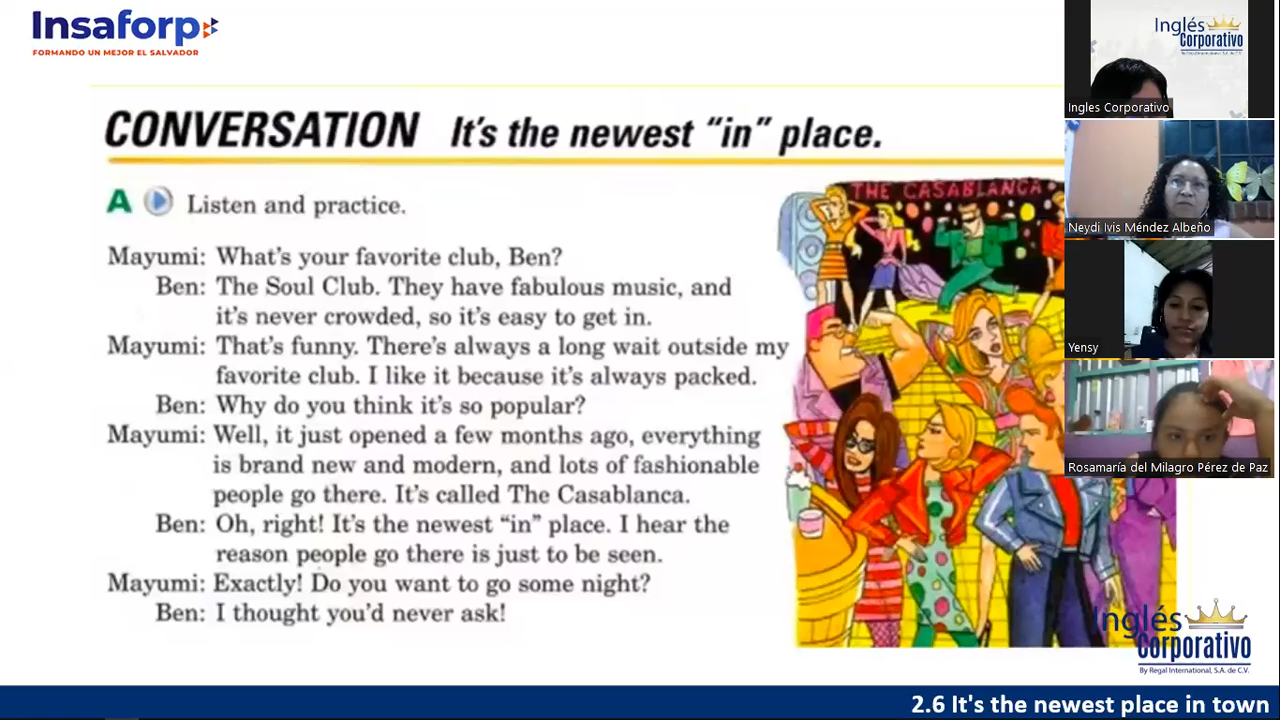 Insaforp
FORMANDO UN MEJOR EL SALVADOR
CONVERSATION It's the newest “in” place.
A Listen and practice.
Mayumi: What's your favorite club, Ben?
Ben: The Soul Club. They have fabulous music, and
it's never crowded, so it's easy to get in.
Mayumi: That's funny. There's always a long wait outside my
favorite club. I like it because it's always packed.
Ben: Why do you think it's so popular?
Mayumi: Well, it just opened a few months ago, everything
is brand new and modern, and lots of fashionable
people go there. It's called The Casablanca.
Ben: Oh, right! It's the newest “in” place. I hear the
reason people go there is just to be seen.
Mayumi: Exactly! Do you want to go some night?
Ben: I thought you'd never ask!
THE CASABLANCA
Inglés
Corporativo
Ingles Corporativo
Neydi Ivis Méndez Albeño
Yensy
Rosamaría del Milagro Pérez de Paz
Inglés
Corporativo
By Regal International, S.A. de C.V.
2.6 It's the newest place in town